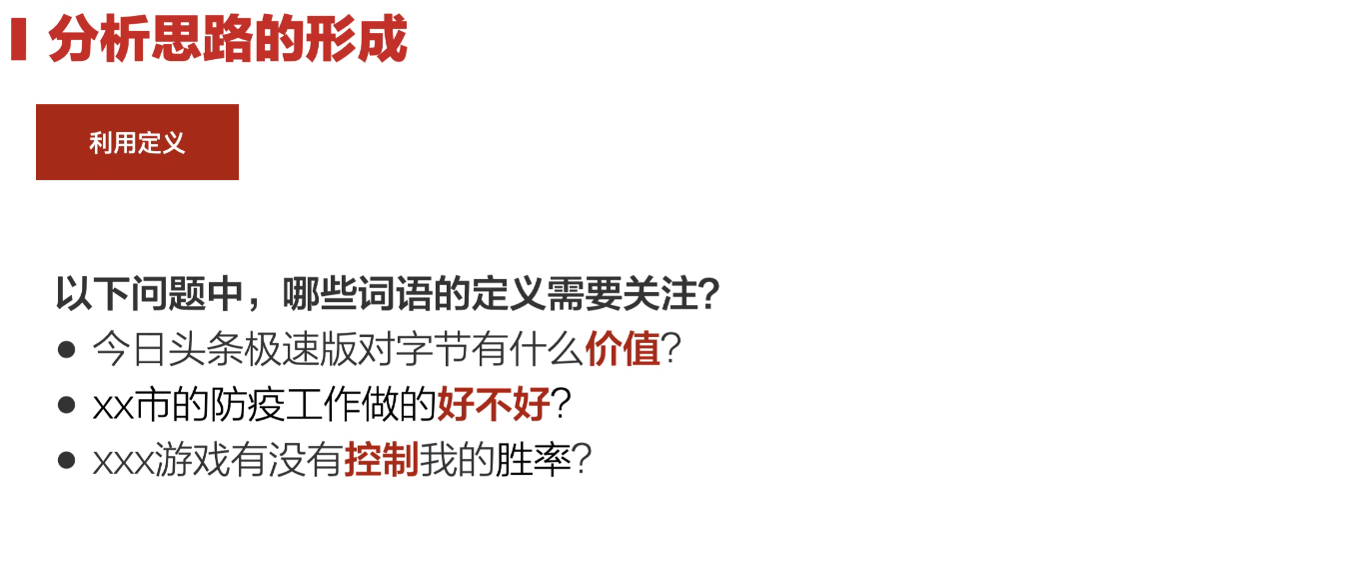 分析思路的形成
利用定义
以下问题中，哪些词语的定义需要关注?
● 今日头条极速版对字节有什么价值?
● xx市的防疫工作做的好不好?
● xxx游戏有没有控制我的胜率?